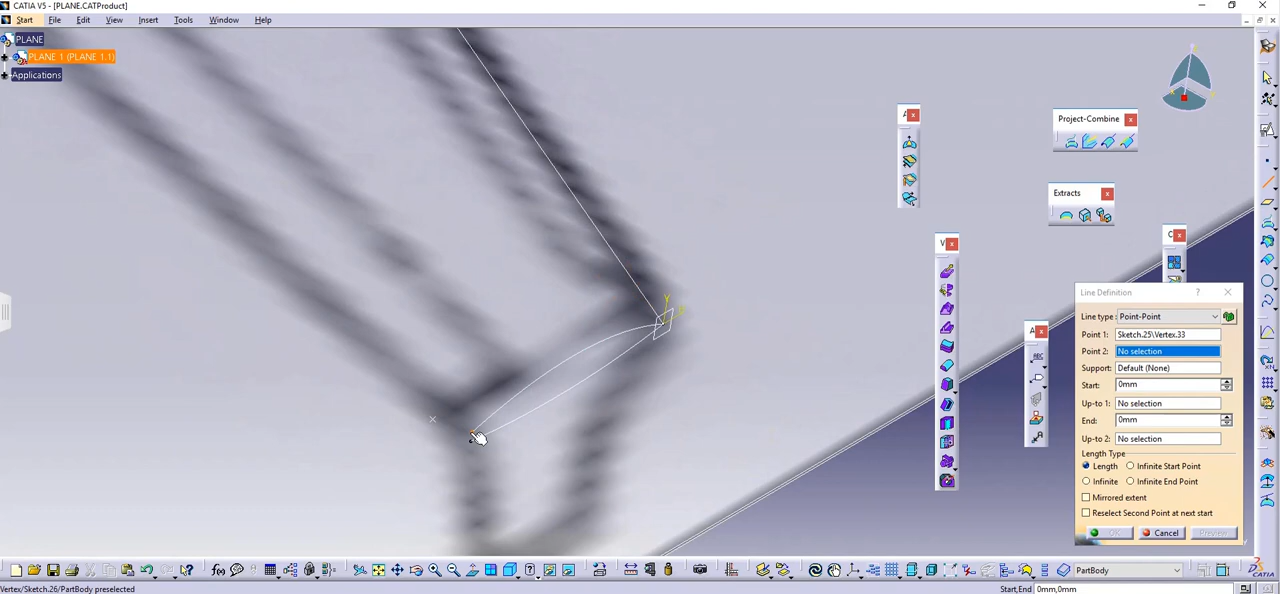 CATIA V5 - [PLANE.CATProduct]
Start File Edit View Insert Tools Window Help
PLANE
PLANE 1 (PLANE 1.1)
Applications
Project-Combine
Extracts
V
C
Line Definition
?
Line type : Point-Point
Point 1: Sketch.25\Vertex.33
Point 2: No selection
Support: Default (None)
Start: 0mm
Up-to 1: No selection
End: 0mm
Up-to 2: No selection
Length Type
Length Infinite Start Point
Infinite Infinite End Point
Mirrored extent
Reselect Second Point at next start
Cancel Preview
PartBody
Vertex/Sketch.26/PartBody preselected
Start,End 0mm,0mm